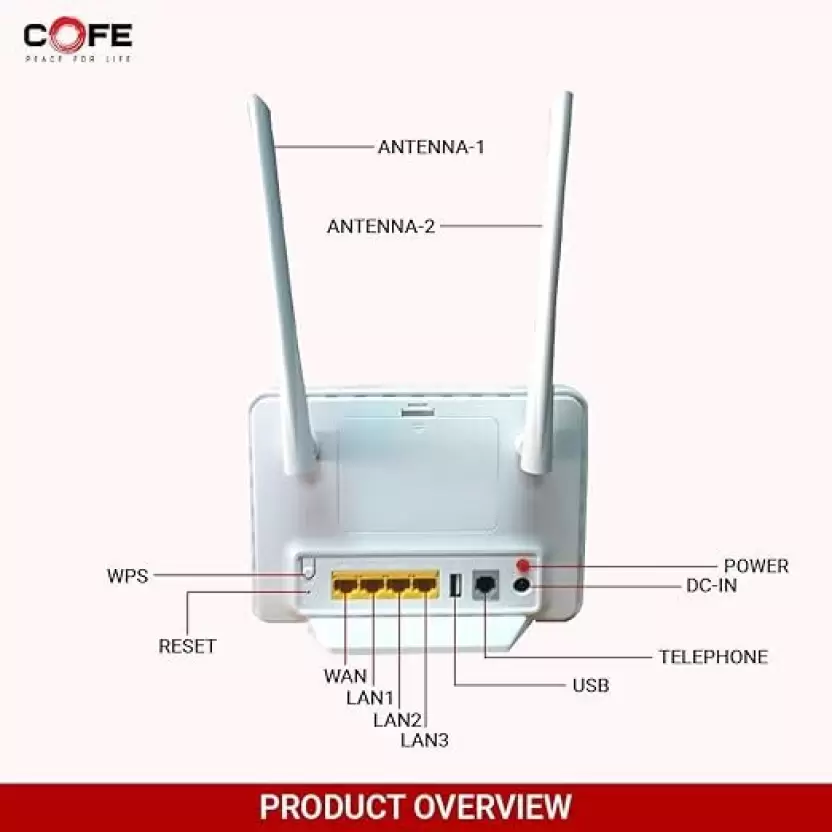 COFE
PEACE FOR LIFE
ANTENNA-1
ANTENNA-2
POWER
WPS
DC-IN
RESET
TELEPHONE
WAN
USB
LAN1
LAN2
LAN3
PRODUCT OVERVIEW